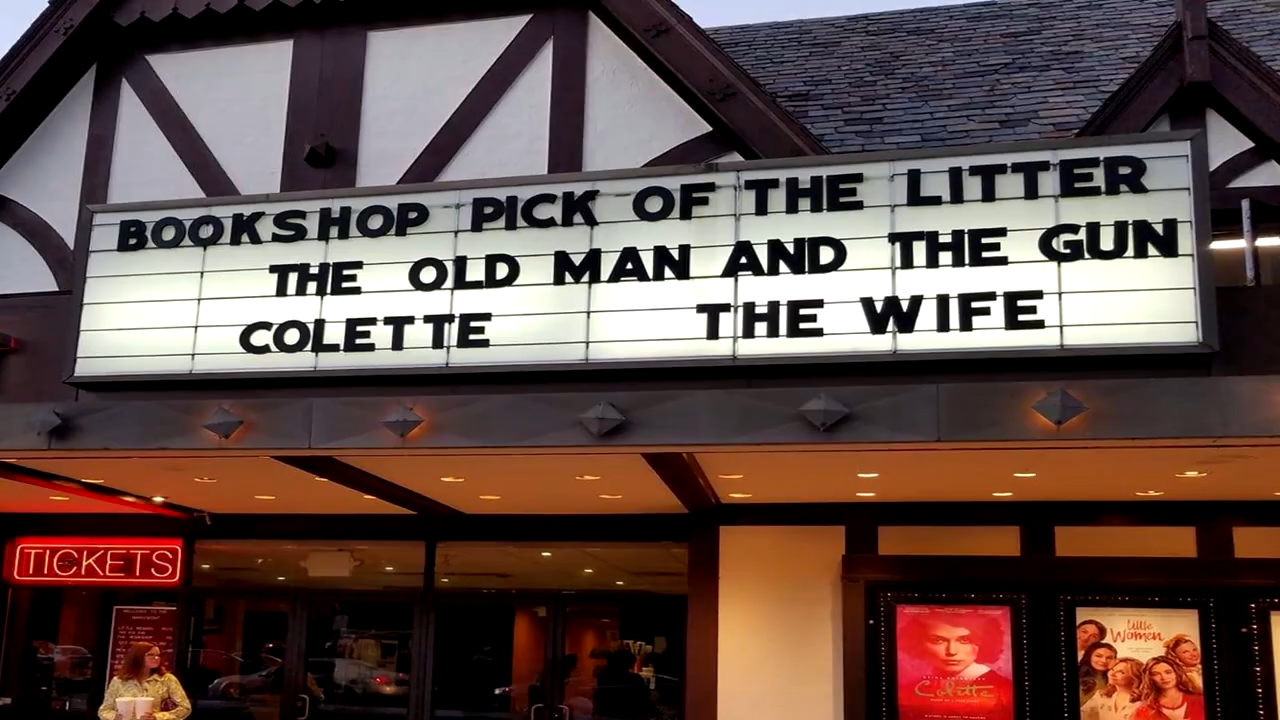 BOOKSHOP PICK OF THE LITTER
THE OLD MAN AND THE GUN
COLETTE THE WIFE
TICKETS
Colette
Little
Women